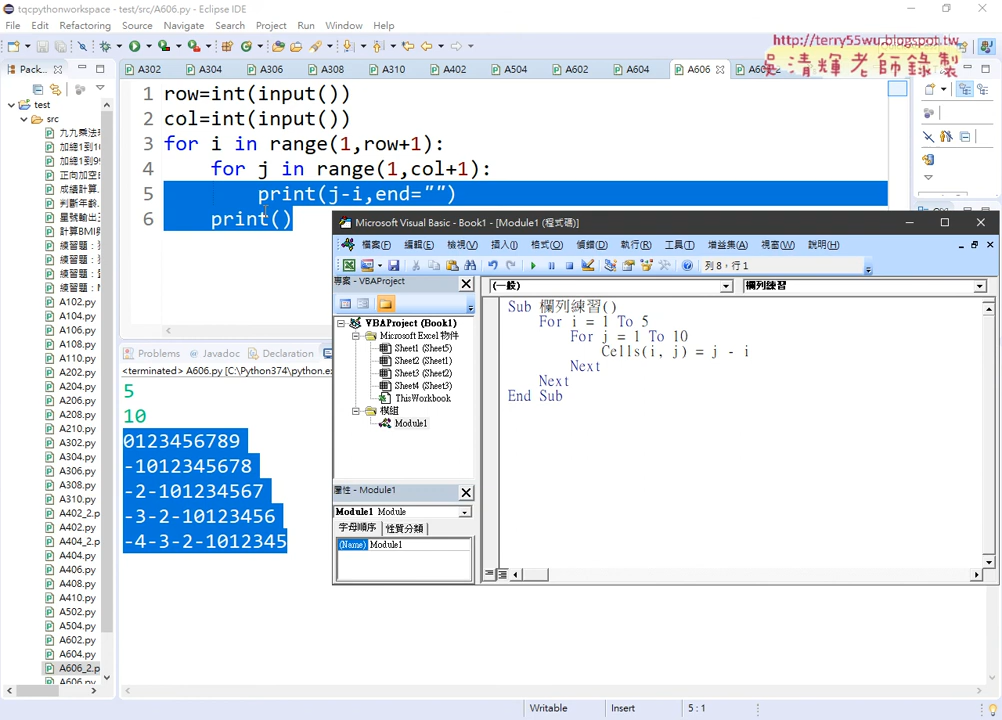 tqcpythonworkspace - test/src/A606.py - Eclipse IDE
File Edit Refactoring Source Navigate Search Project Run Window Help
http://terry55wu.blogspot.tw
吳清輝老師錄製
Pack...
A302 A304 A306 A308 A310 A402 A504 A602 A604 A606
test
src
九九乘法
加總1到10
加總1到99
正向加空白
成績計算.
判斷年齡.
星號輸出
計算BMI
練習題：
練習題：
練習題：
練習題：
A102.py
A104.py
A106.py
A108.py
A110.py
A202.py
A204.py
A206.py
A208.py
A210.py
A302.py
A304.py
A306.py
A308.py
A310.py
A402_2.p
A402.py
A404_2.p
A404.py
A406.py
A408.py
A410.py
A502.py
A504.py
A602.py
A604.py
A606_2.p
A606.py
1 row=int(input())
2 col=int(input())
3 for i in range(1,row+1):
4 for j in range(1,col+1):
5 print(j-i,end="")
6 print()
Problems Javadoc Declaration
<terminated> A606.py [C:\Python374\python.ex
5
10
0123456789
-1012345678
-2-101234567
-3-2-10123456
-4-3-2-1012345
Microsoft Visual Basic - Book1 - [Module1 (程式碼)]
檔案(F) 編輯(E) 檢視(V) 插入(I) 格式(O) 偵錯(D) 執行(R) 工具(T) 增益集(A) 視窗(W) 說明(H)
列 8，行 1
專案 - VBAProject
VBAProject (Book1)
Microsoft Excel 物件
Sheet1 (Sheet5)
Sheet2 (Sheet1)
Sheet3 (Sheet2)
Sheet4 (Sheet3)
ThisWorkbook
模組
Module1
屬性 - Module1
Module1 Module
字母順序 性質分類
(Name) Module1
(一般) 欄列練習
Sub 欄列練習()
For i = 1 To 5
For j = 1 To 10
Cells(i, j) = j - i
Next
Next
End Sub
Writable Insert 5 : 1